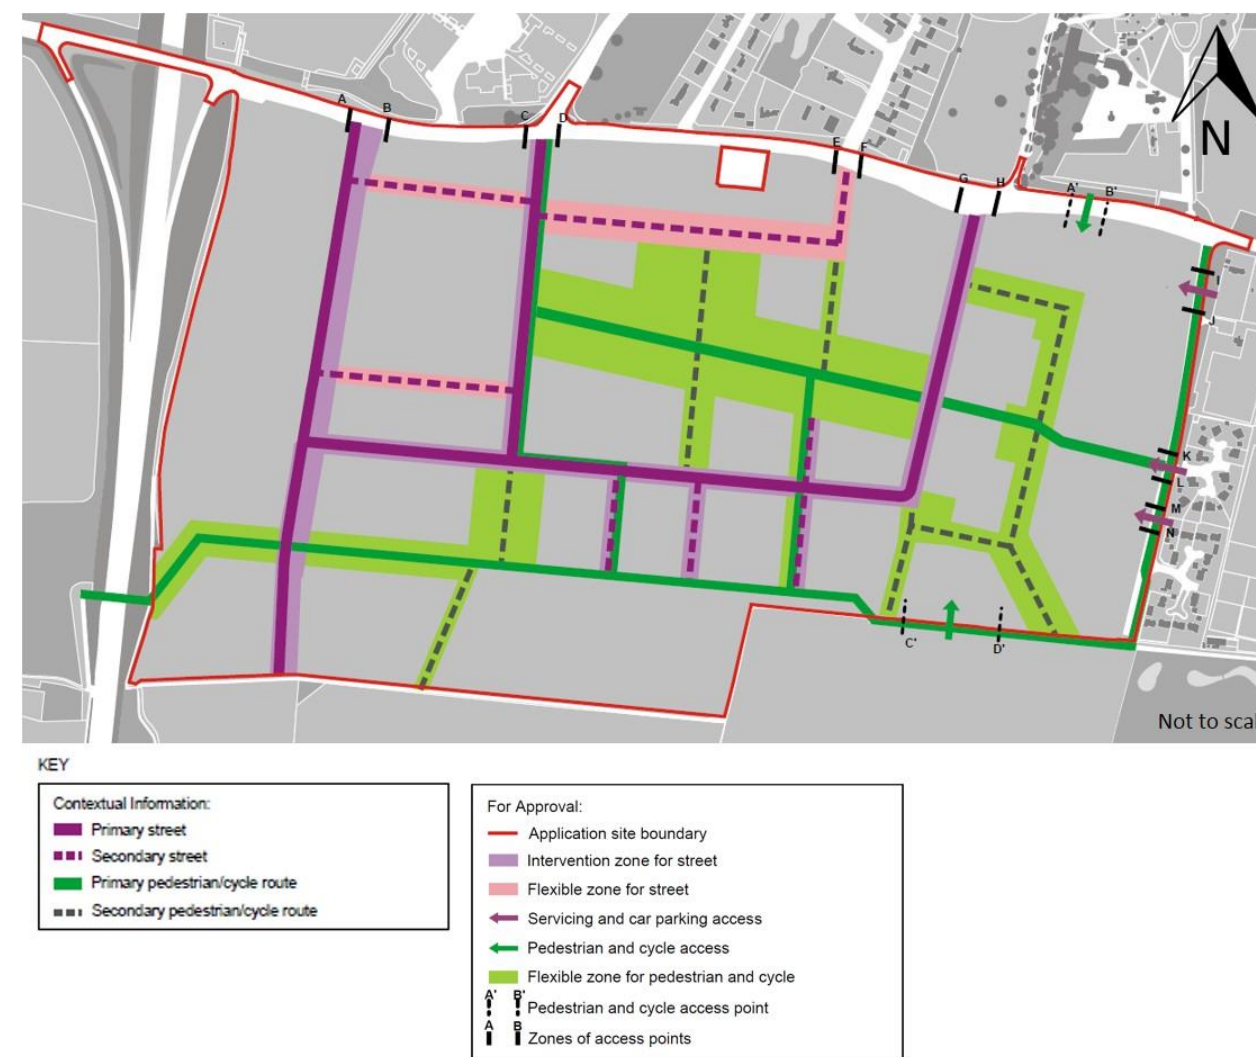 A
B
C
D
E
F
G
H
A'
B'
N
I
J
K
L
M
N
C'
D'
Not to scal
KEY
Contextual Information:
Primary street
Secondary street
Primary pedestrian/cycle route
Secondary pedestrian/cycle route
For Approval:
Application site boundary
Intervention zone for street
Flexible zone for street
Servicing and car parking access
Pedestrian and cycle access
Flexible zone for pedestrian and cycle
A' B' Pedestrian and cycle access point
A B Zones of access points